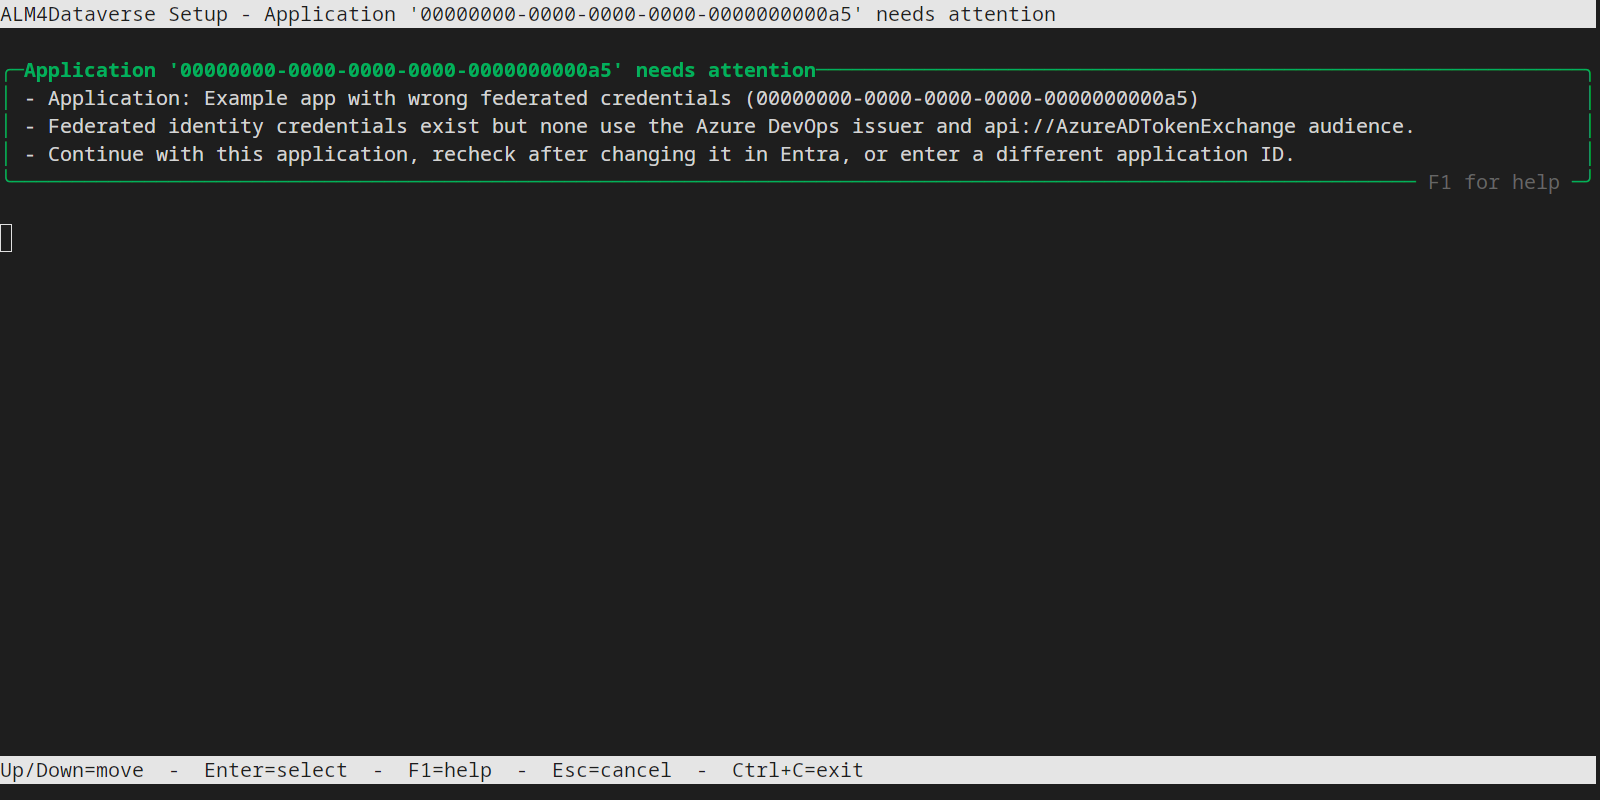 ALM4Dataverse Setup - Application '00000000-0000-0000-0000-0000000000a5' needs attention
Application '00000000-0000-0000-0000-0000000000a5' needs attention
- Application: Example app with wrong federated credentials (00000000-0000-0000-0000-0000000000a5)
- Federated identity credentials exist but none use the Azure DevOps issuer and api://AzureADTokenExchange audience.
- Continue with this application, recheck after changing it in Entra, or enter a different application ID.
F1 for help
Up/Down=move  -  Enter=select  -  F1=help  -  Esc=cancel  -  Ctrl+C=exit